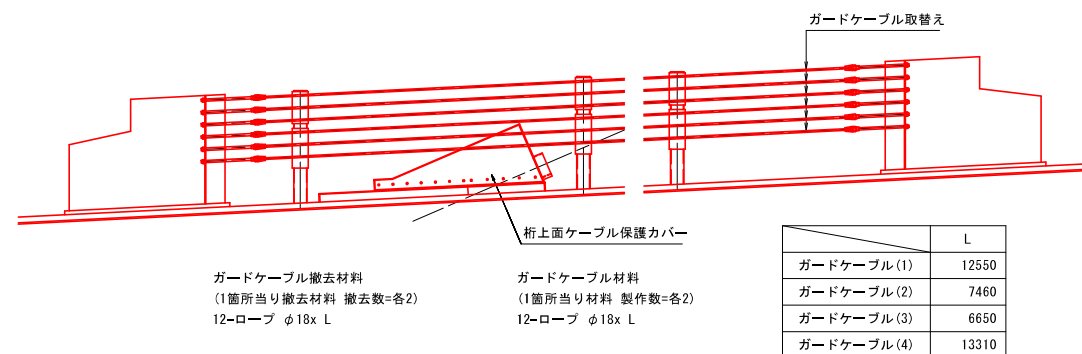 ガードケーブル取替え
桁上面ケーブル保護カバー
ガードケーブル撤去材料
(1箇所当り撤去材料 撤去数=各2)
12-ロープ φ18x L
ガードケーブル材料
(1箇所当り材料 製作数=各2)
12-ロープ φ18x L
L
ガードケーブル(1) 12550
ガードケーブル(2) 7460
ガードケーブル(3) 6650
ガードケーブル(4) 13310